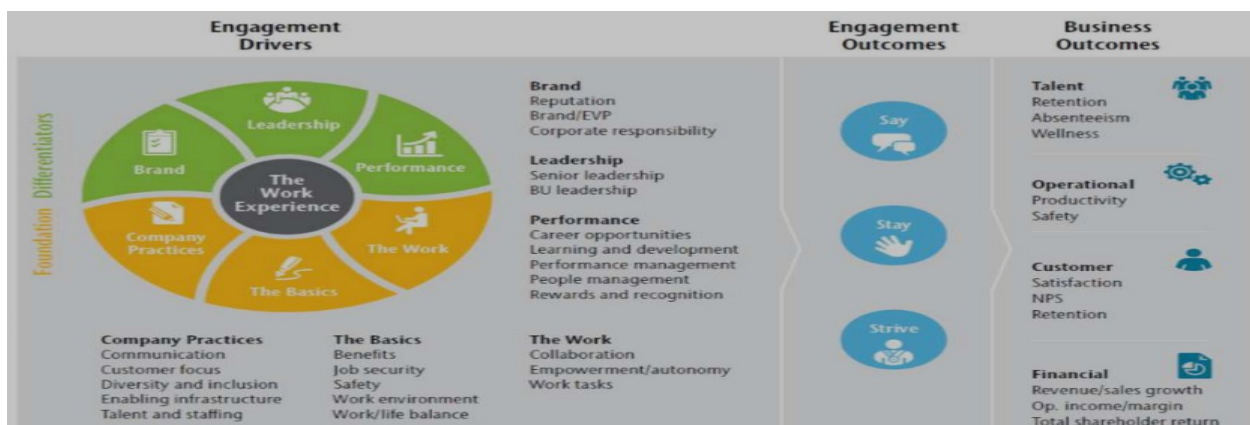 Engagement
Drivers
Engagement
Outcomes
Business
Outcomes
Differentiators
Foundation
Leadership
Brand
Performance
The
Work
Experience
Company
Practices
The Work
The Basics
Brand
Reputation
Brand/EVP
Corporate responsibility
Leadership
Senior leadership
BU leadership
Performance
Career opportunities
Learning and development
Performance management
People management
Rewards and recognition
Company Practices
Communication
Customer focus
Diversity and inclusion
Enabling infrastructure
Talent and staffing
The Basics
Benefits
Job security
Safety
Work environment
Work/life balance
The Work
Collaboration
Empowerment/autonomy
Work tasks
Say
Stay
Strive
Talent
Retention
Absenteeism
Wellness
Operational
Productivity
Safety
Customer
Satisfaction
NPS
Retention
Financial
Revenue/sales growth
Op. income/margin
Total shareholder return